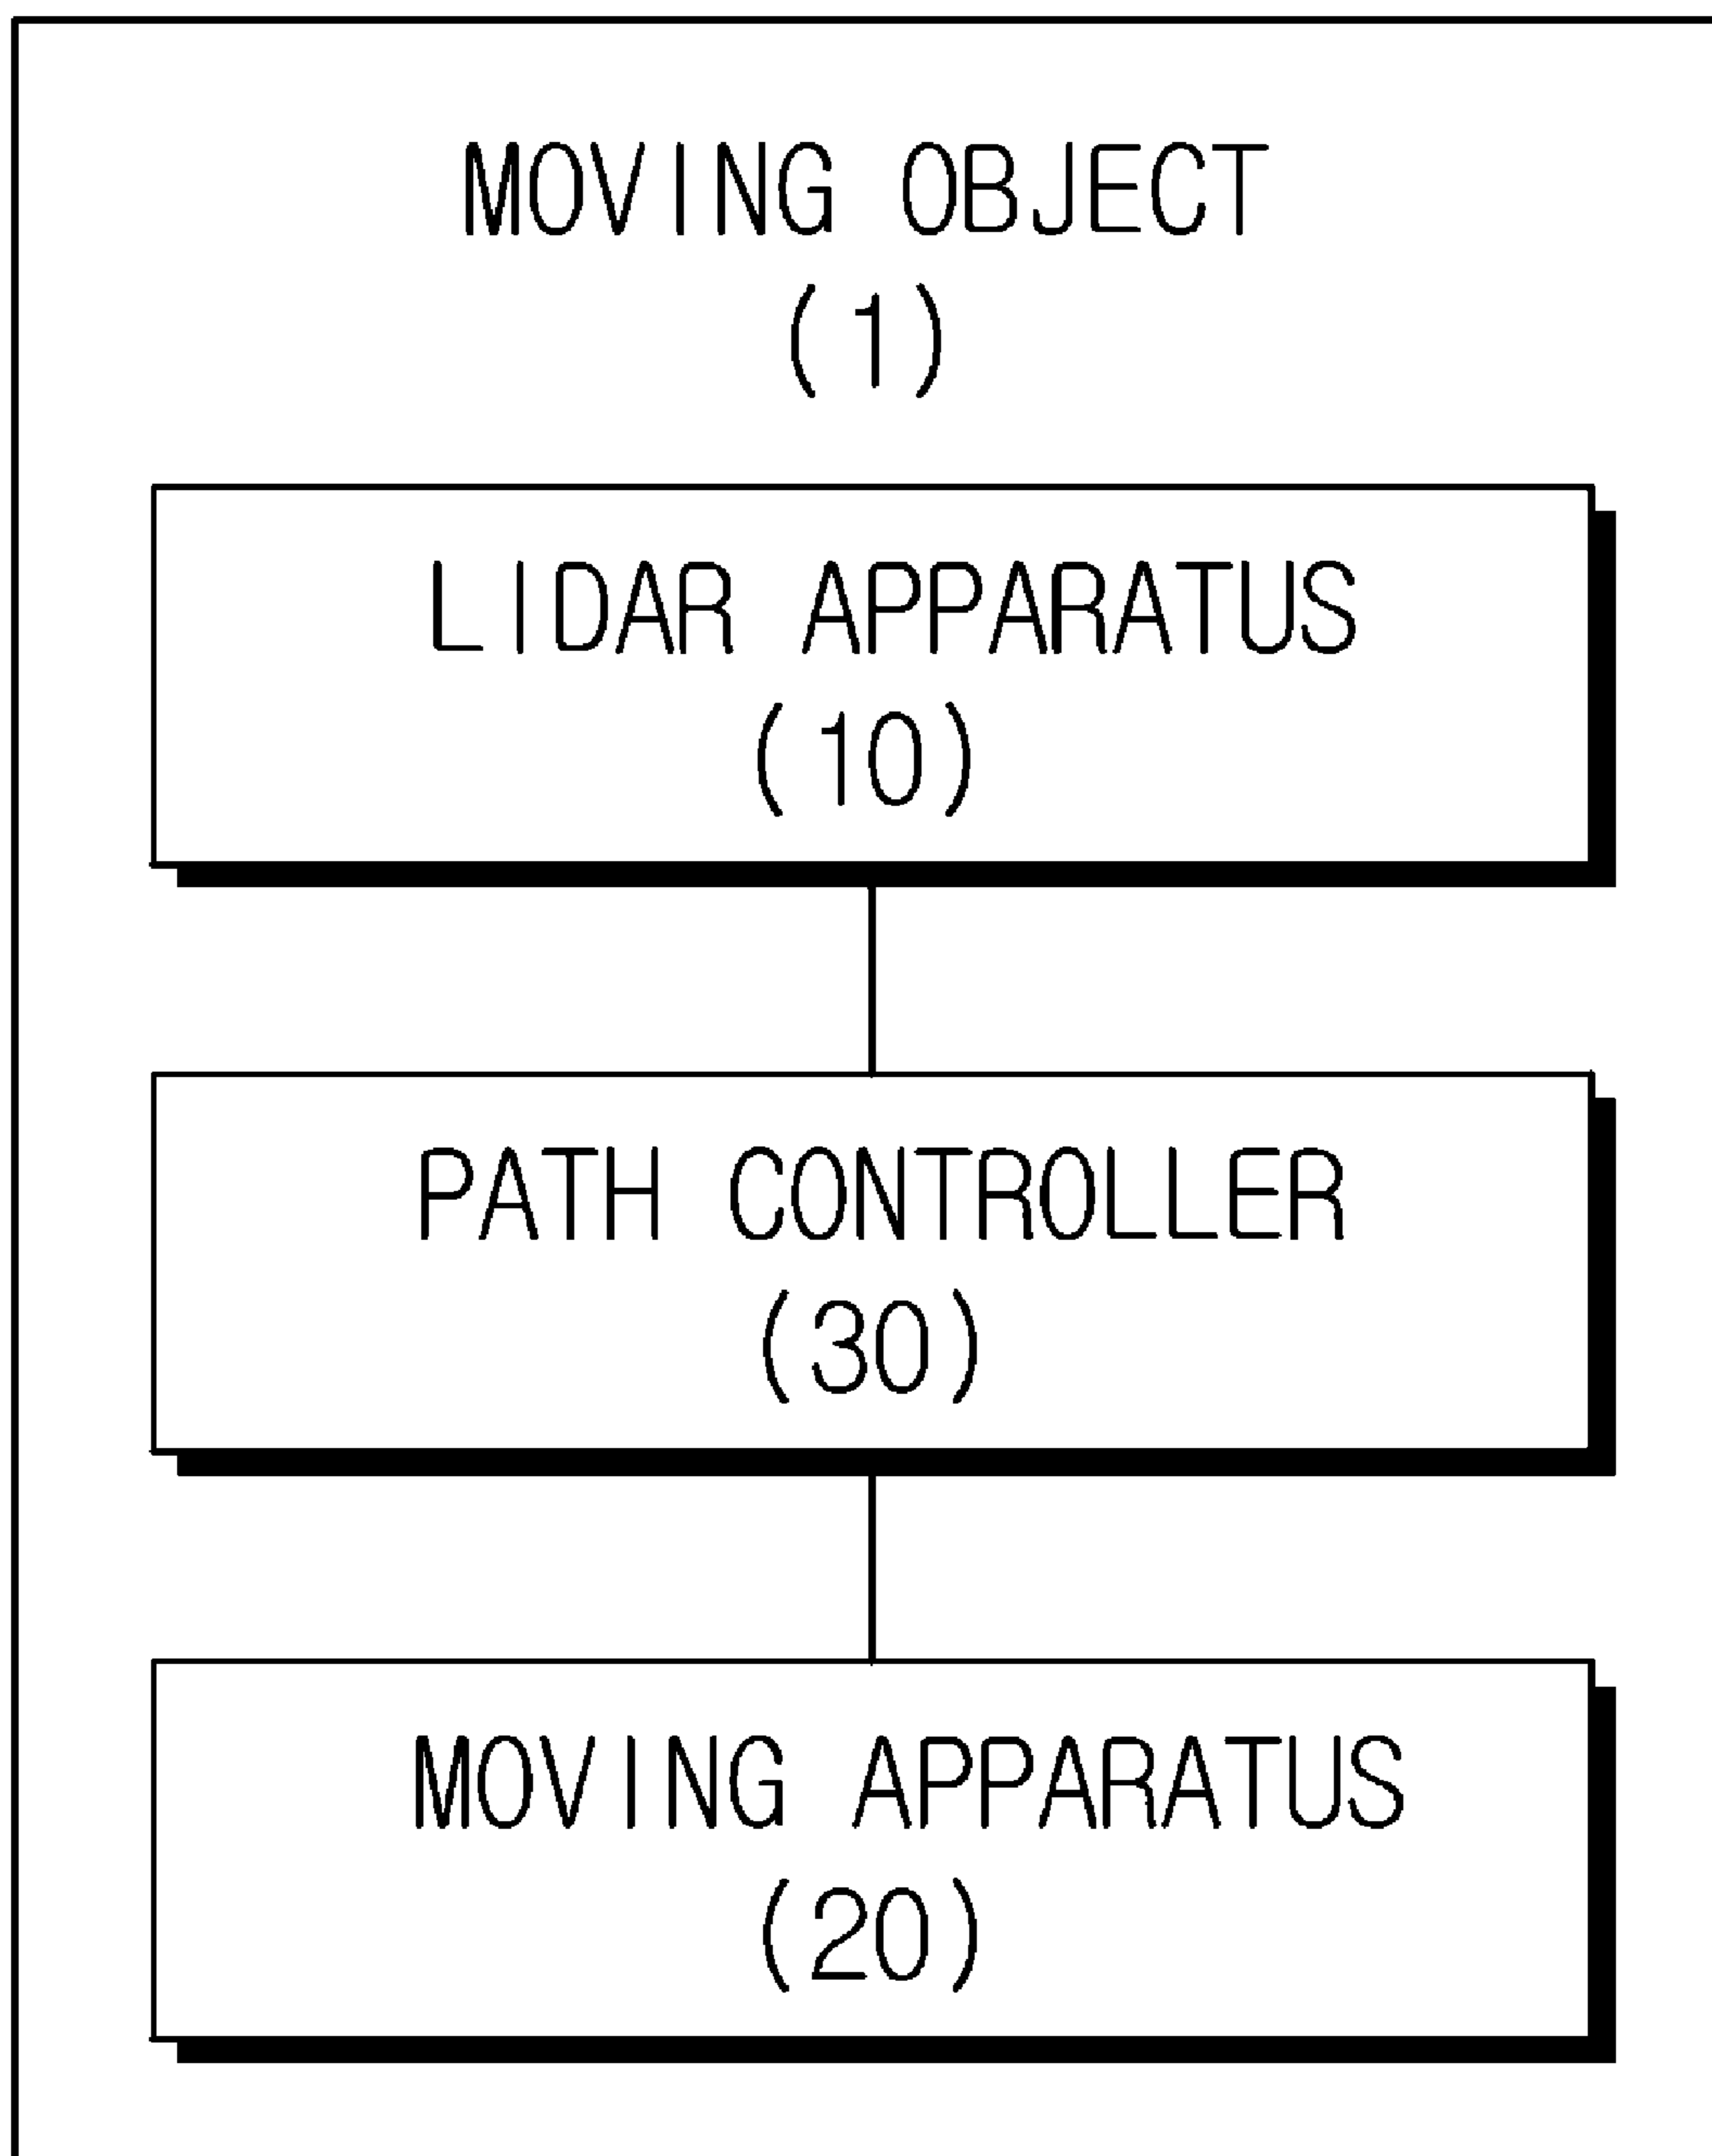 MOVING OBJECT
(1)
LIDAR APPARATUS
(10)
PATH CONTROLLER
(30)
MOVING APPARATUS
(20)